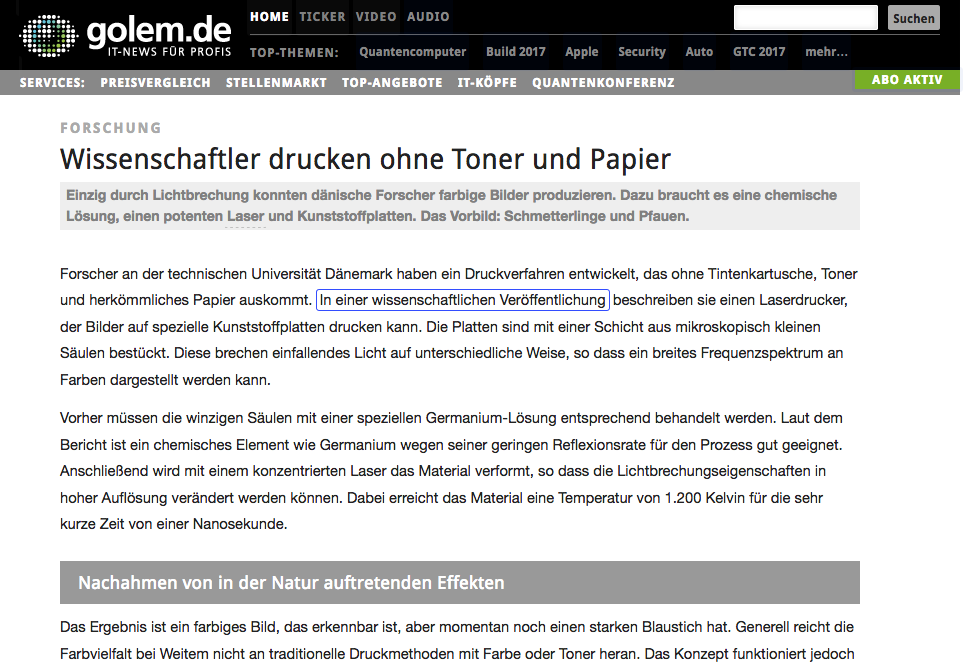 golem.de
IT-NEWS FÜR PROFIS
HOME TICKER VIDEO AUDIO
Suchen
TOP-THEMEN: Quantencomputer Build 2017 Apple Security Auto GTC 2017 mehr...
SERVICES: PREISVERGLEICH STELLENMARKT TOP-ANGEBOTE IT-KÖPFE QUANTENKONFERENZ
ABO AKTIV
FORSCHUNG
Wissenschaftler drucken ohne Toner und Papier
Einzig durch Lichtbrechung konnten dänische Forscher farbige Bilder produzieren. Dazu braucht es eine chemische
Lösung, einen potenten Laser und Kunststoffplatten. Das Vorbild: Schmetterlinge und Pfauen.
Forscher an der technischen Universität Dänemark haben ein Druckverfahren entwickelt, das ohne Tintenkartusche, Toner
und herkömmliches Papier auskommt. In einer wissenschaftlichen Veröffentlichung beschreiben sie einen Laserdrucker,
der Bilder auf spezielle Kunststoffplatten drucken kann. Die Platten sind mit einer Schicht aus mikroskopisch kleinen
Säulen bestückt. Diese brechen einfallendes Licht auf unterschiedliche Weise, so dass ein breites Frequenzspektrum an
Farben dargestellt werden kann.
Vorher müssen die winzigen Säulen mit einer speziellen Germanium-Lösung entsprechend behandelt werden. Laut dem
Bericht ist ein chemisches Element wie Germanium wegen seiner geringen Reflexionsrate für den Prozess gut geeignet.
Anschließend wird mit einem konzentrierten Laser das Material verformt, so dass die Lichtbrechungseigenschaften in
hoher Auflösung verändert werden können. Dabei erreicht das Material eine Temperatur von 1.200 Kelvin für die sehr
kurze Zeit von einer Nanosekunde.
Nachahmen von in der Natur auftretenden Effekten
Das Ergebnis ist ein farbiges Bild, das erkennbar ist, aber momentan noch einen starken Blaustich hat. Generell reicht die
Farbvielfalt bei Weitem nicht an traditionelle Druckmethoden mit Farbe oder Toner heran. Das Konzept funktioniert jedoch